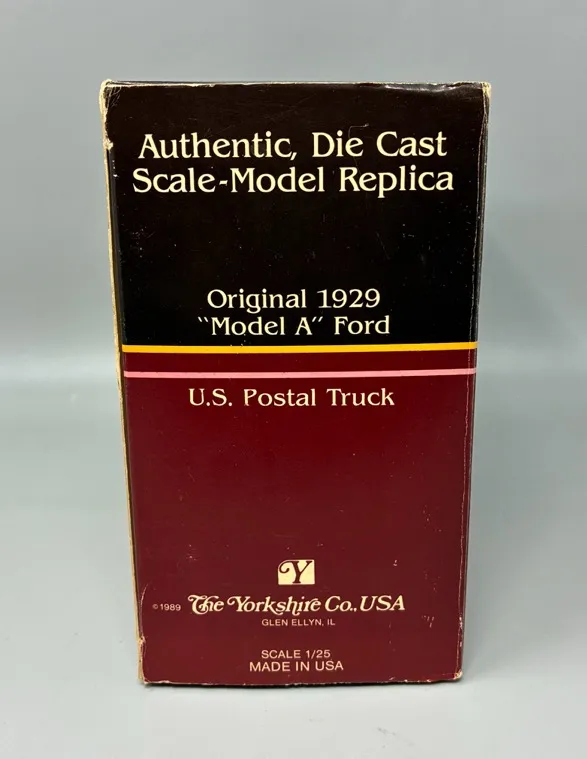 Authentic, Die Cast
Scale-Model Replica
Original 1929
"Model A" Ford
U.S. Postal Truck
Y
©1989 The Yorkshire Co., USA
GLEN ELLYN, IL
SCALE 1/25
MADE IN USA